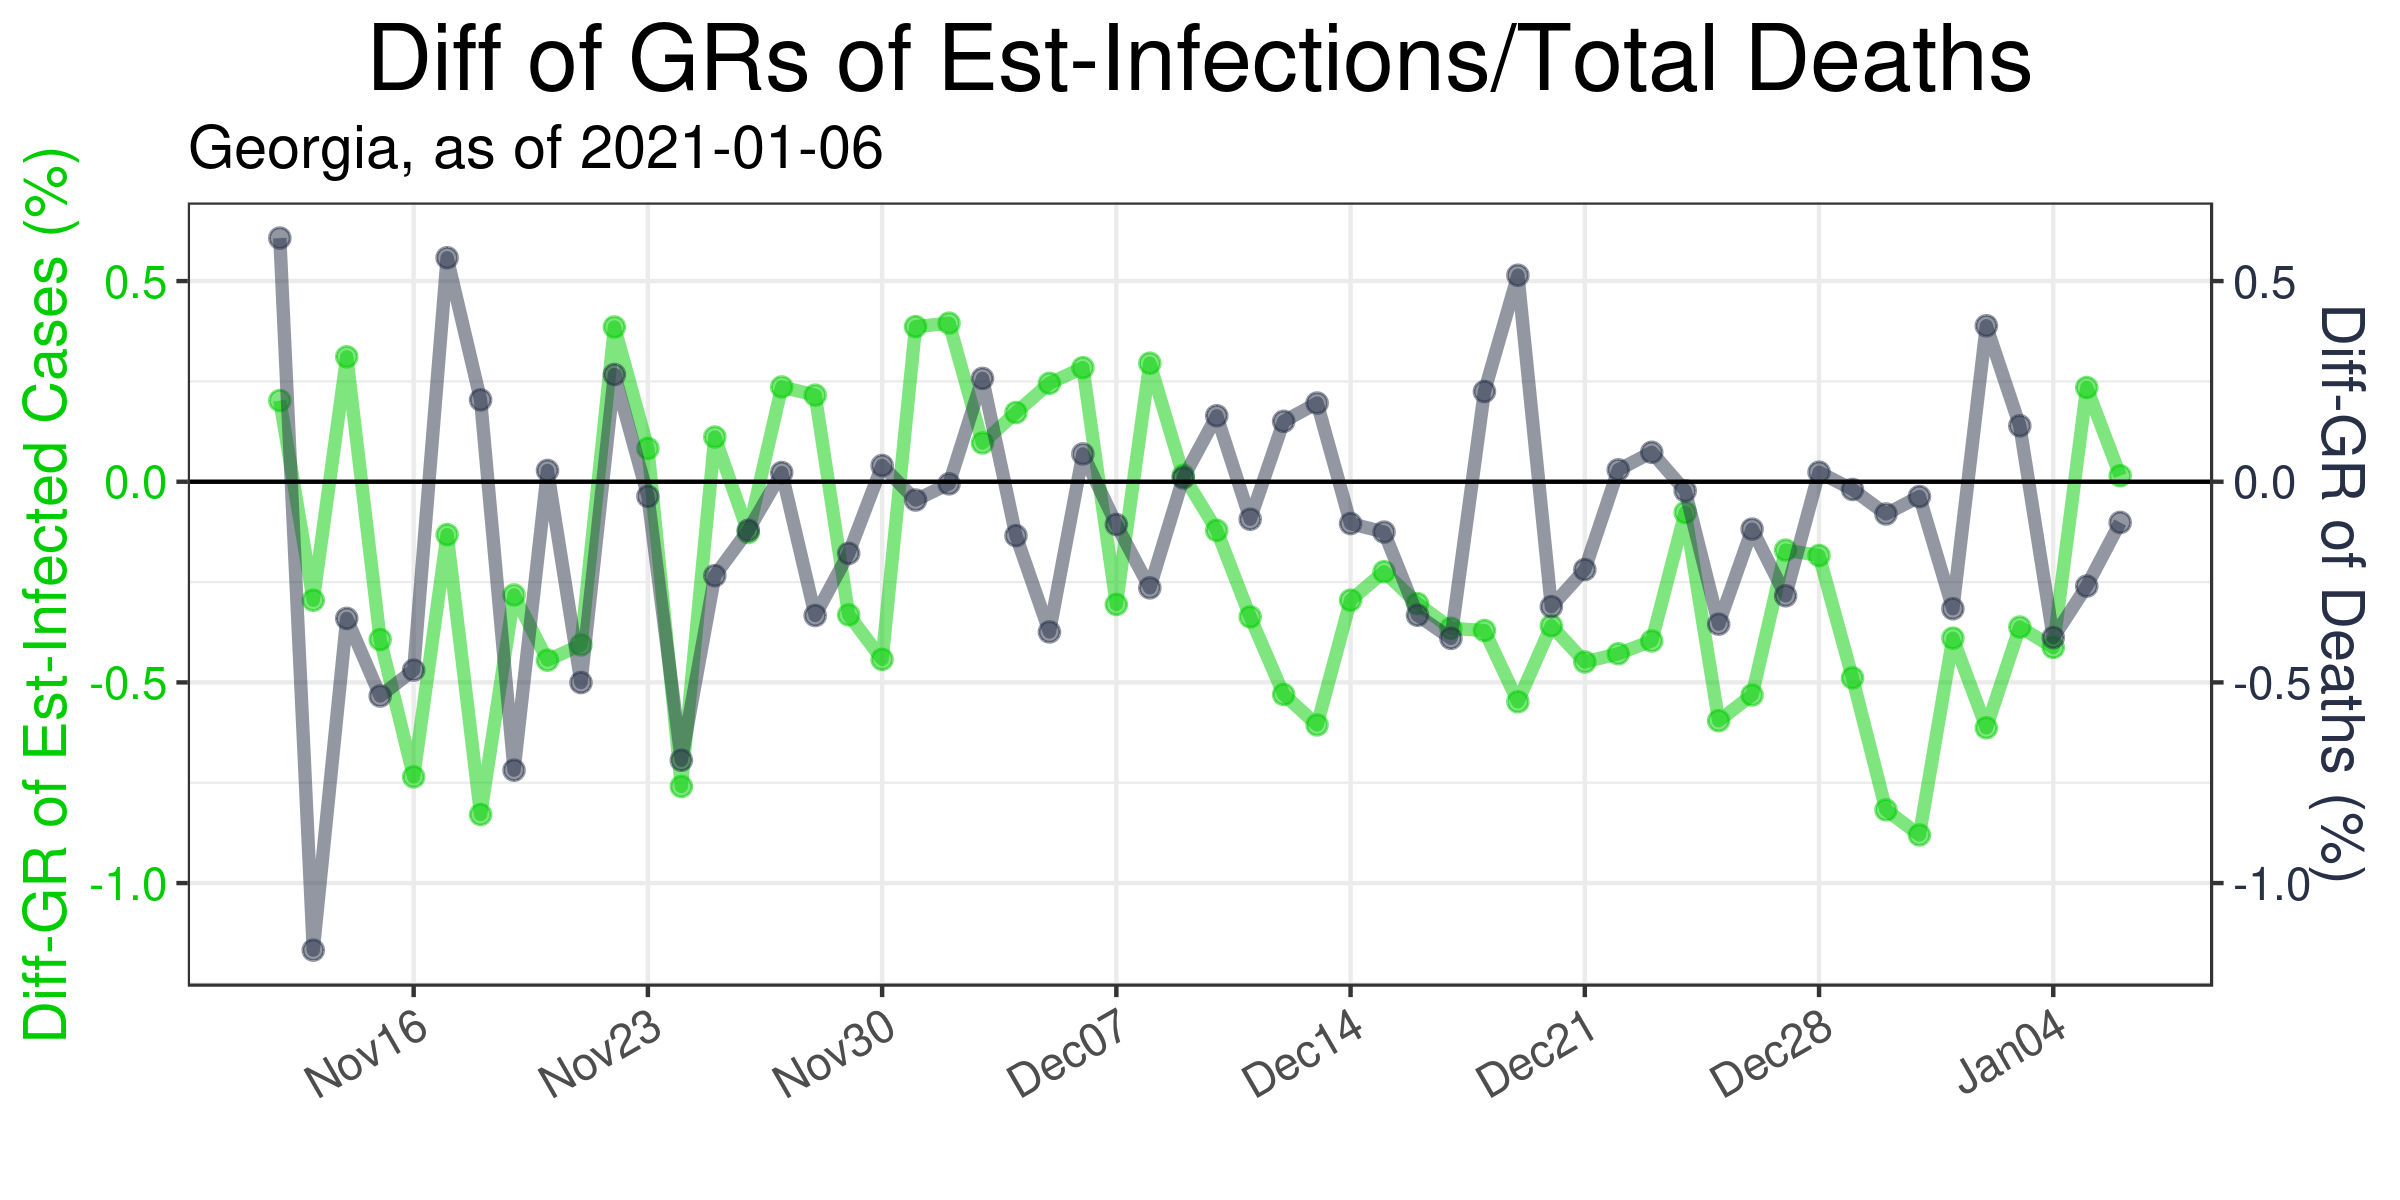 Diff of GRs of Est-Infections/Total Deaths
Georgia, as of 2021-01-06
Diff-GR of Est-Infected Cases (%)
0.5
0.0
-0.5
-1.0
0.5
0.0
-0.5
-1.0
Diff-GR of Deaths (%)
Nov16
Nov23
Nov30
Dec07
Dec14
Dec21
Dec28
Jan04